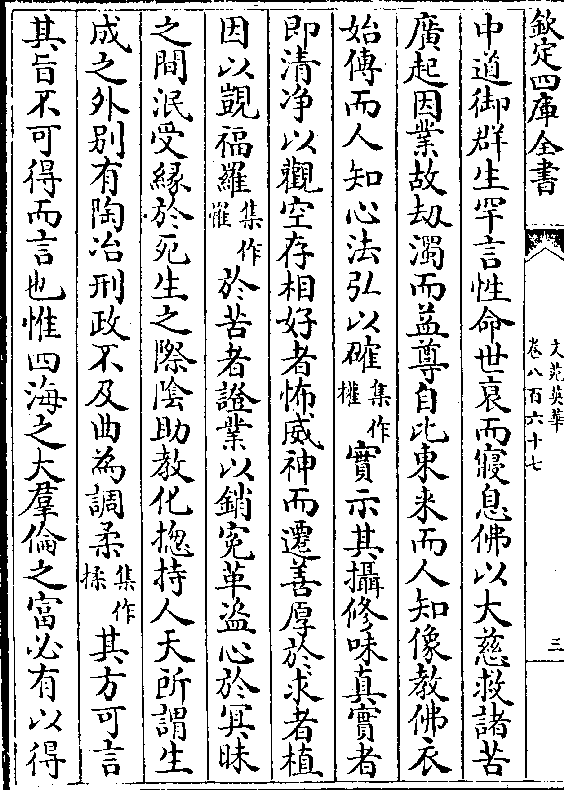 欽定四庫全書
文苑英華
卷八百六十七
三
中道御群生罕言性命世衰而寢息佛以大慈救諸苦
廣起因業故劫濁而益尊自此東来而人知像教佛衣
始傳而人知心法弘以確集作權實示其攝修味真實者
即清净以觀空存相好者怖威神而遷善厚於求者植
因以覬福羅集作罹於苦者證業以銷寃革盗心於冥昧
之間泯受縁於死生之際陰助教化揔持人天所謂生
成之外别有陶冶刑政不及曲為調柔集作揉其方可言
其旨不可得而言也惟四海之大羣倫之富必有以得